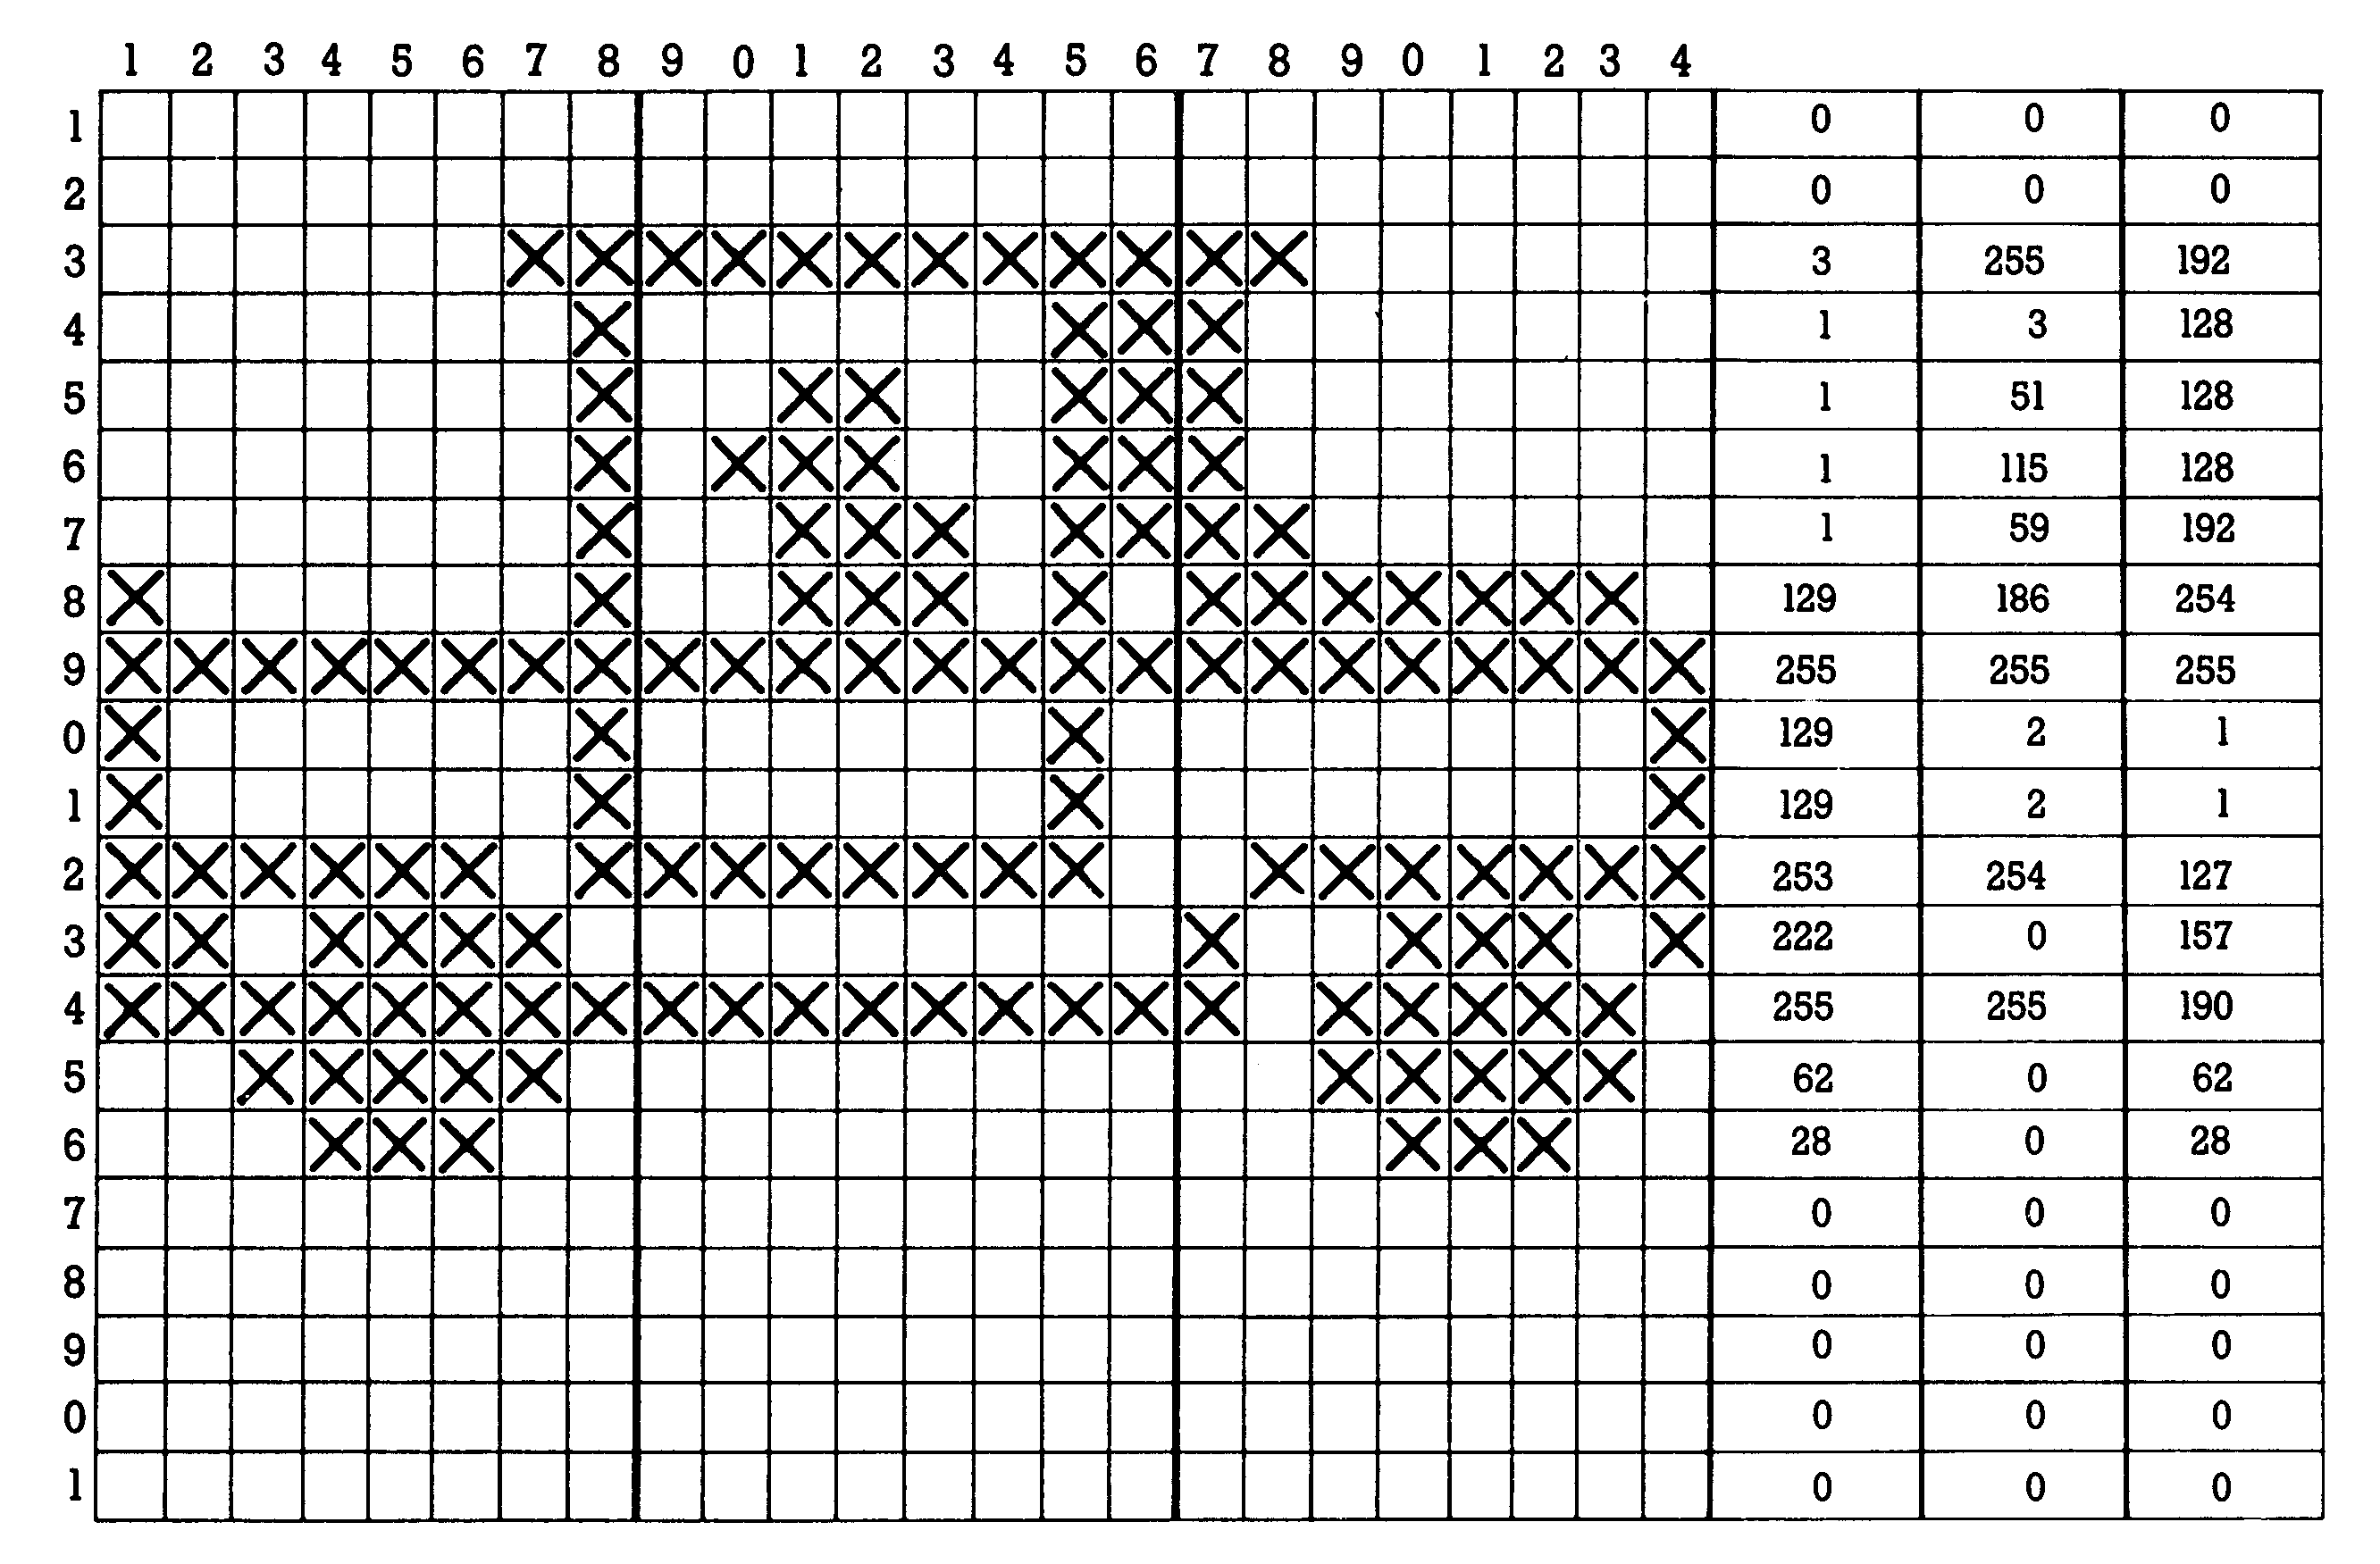 1 2 3 4 5 6 7 8 9 0 1 2 3 4 5 6 7 8 9 0 1 2 3 4
1 0 0 0
2 0 0 0
3 3 255 192
4 1 3 128
5 1 51 128
6 1 115 128
7 1 59 192
8 129 186 254
9 255 255 255
0 129 2 1
1 129 2 1
2 253 254 127
3 222 0 157
4 255 255 190
5 62 0 62
6 28 0 28
7 0 0 0
8 0 0 0
9 0 0 0
0 0 0 0
1 0 0 0